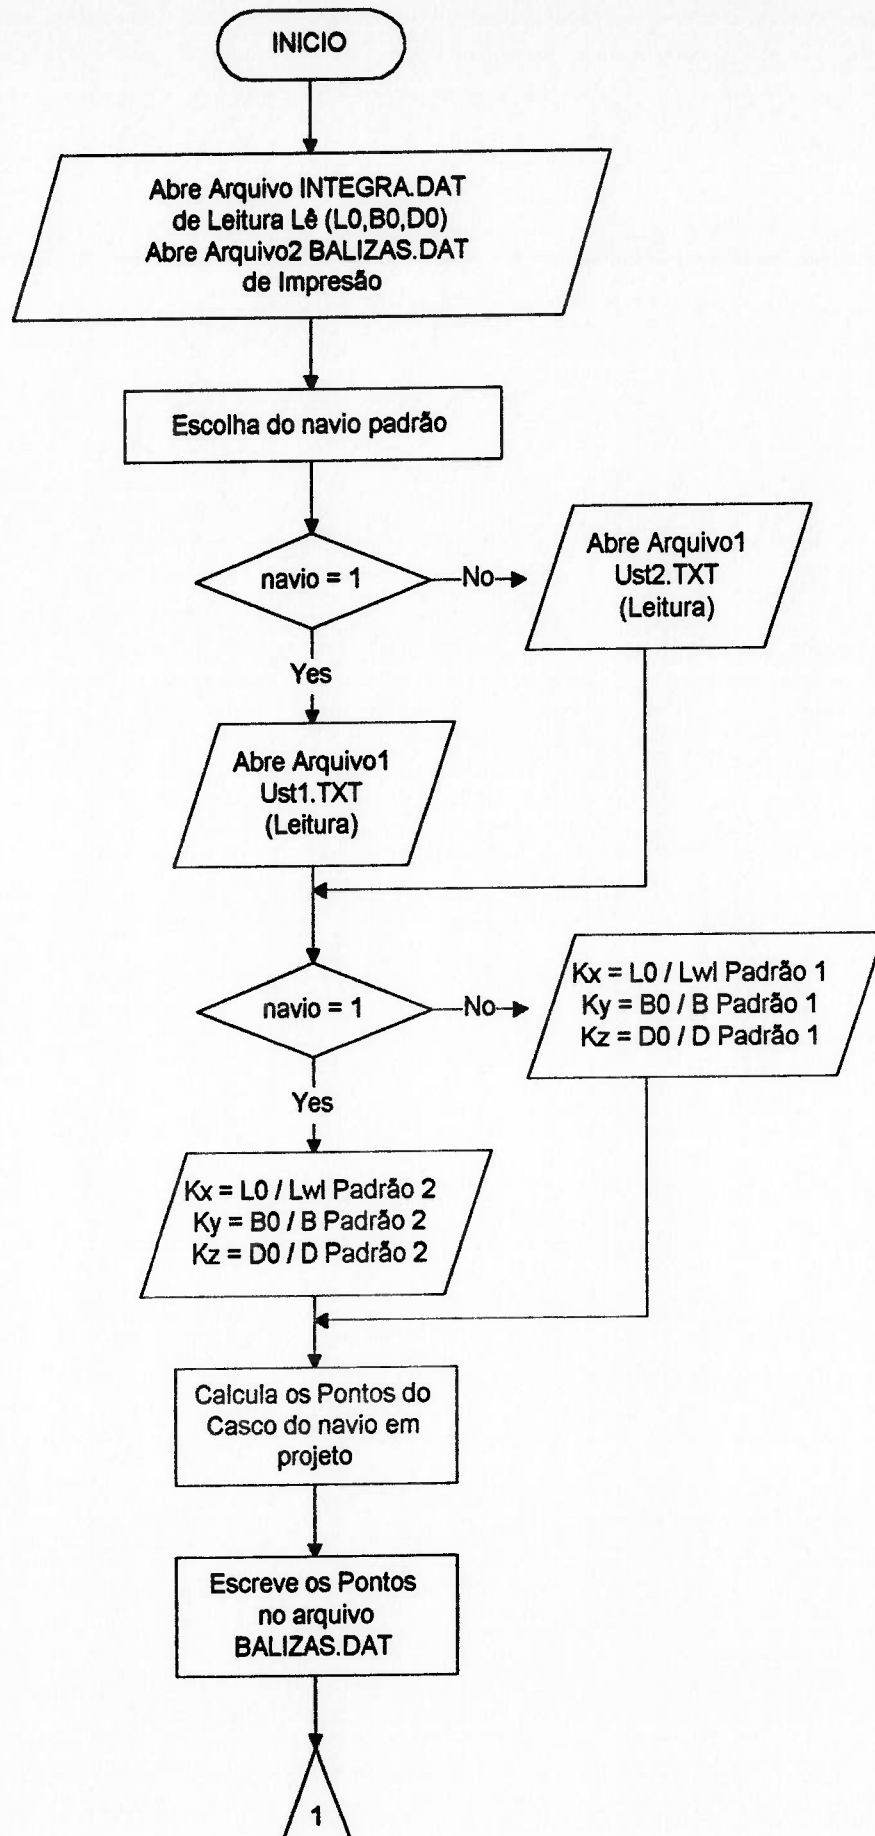 INICIO
Abre Arquivo INTEGRA.DAT
de Leitura Lê (L0,B0,D0)
Abre Arquivo2 BALIZAS.DAT
de Impresão
Escolha do navio padrão
navio = 1
No
Abre Arquivo1
Ust2.TXT
(Leitura)
Yes
Abre Arquivo1
Ust1.TXT
(Leitura)
navio = 1
No
Kx = L0 / Lwl Padrão 1
Ky = B0 / B Padrão 1
Kz = D0 / D Padrão 1
Yes
Kx = L0 / Lwl Padrão 2
Ky = B0 / B Padrão 2
Kz = D0 / D Padrão 2
Calcula os Pontos do
Casco do navio em
projeto
Escreve os Pontos
no arquivo
BALIZAS.DAT
1